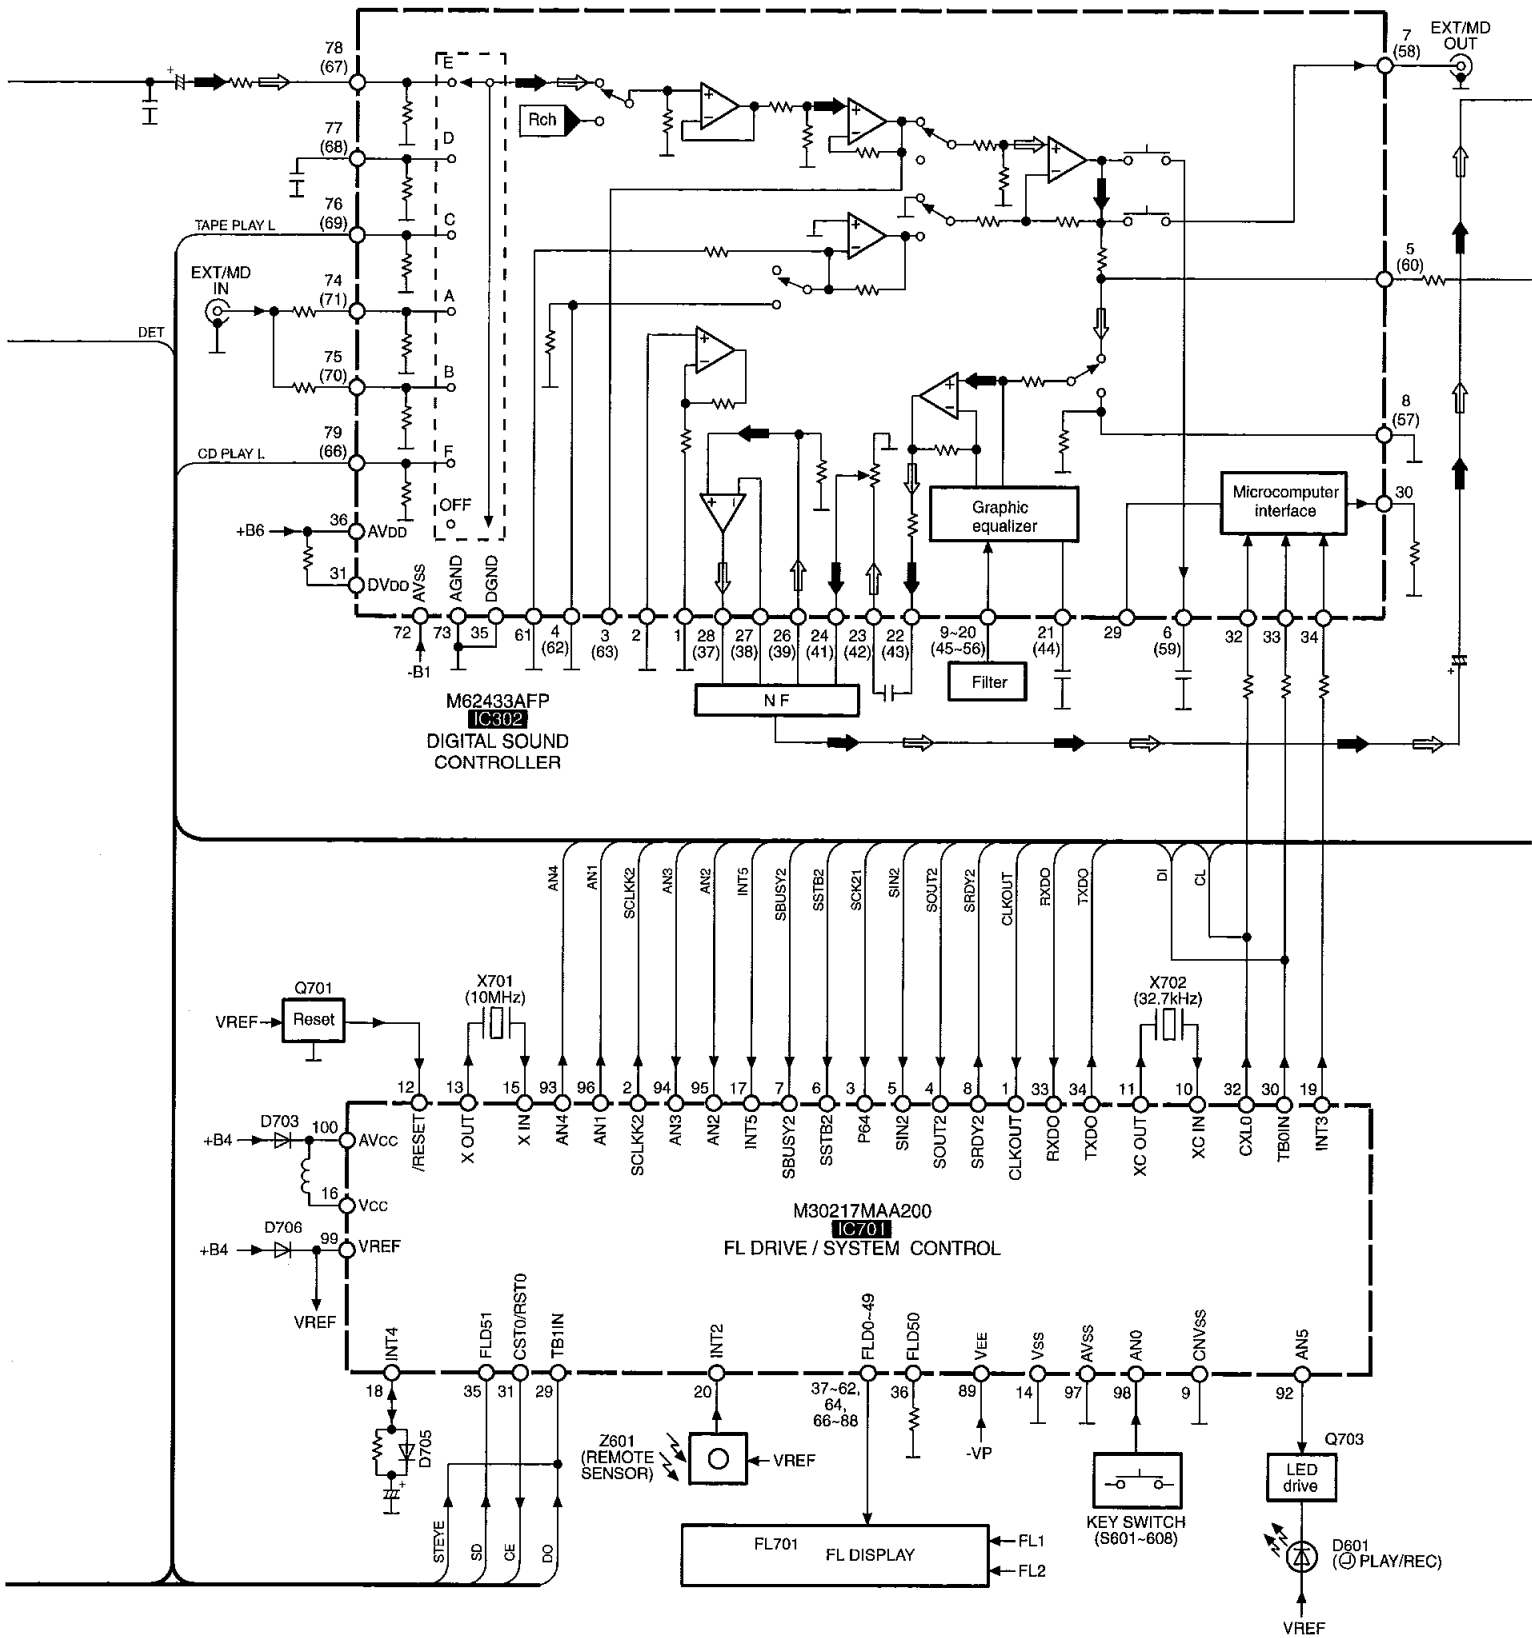 78
(67)
E
Rch
7
(58)
EXT/MD
OUT
77
(68)
D
76
(69)
TAPE PLAY L
C
EXT/MD
IN
74
(71)
A
5
(60)
DET
75
(70)
B
8
(57)
79
(66)
CD PLAY L
F
OFF
+B6
36
AVDD
31
DVDD
Graphic
equalizer
Microcomputer
interface
30
AVSS
AGND
DGND
72
73
35
61
4
(62)
3
(63)
2
1
28
(37)
27
(38)
26
(39)
24
(41)
23
(42)
22
(43)
9~20
(45~56)
21
(44)
29
6
(59)
32
33
34
-B1
N F
Filter
M62433AFP
IC302
DIGITAL SOUND
CONTROLLER
AN4
AN1
SCLKK2
AN3
AN2
INT5
SBUSY2
SSTB2
SCK21
SIN2
SOUT2
SRDY2
CLKOUT
RXDO
TXDO
DI
CL
Q701
VREF
Reset
X701
(10MHz)
X702
(32.7kHz)
12
13
15
93
96
2
94
95
17
7
6
3
5
4
8
1
33
34
11
10
32
30
19
/RESET
X OUT
X IN
AN4
AN1
SCLKK2
AN3
AN2
INT5
SBUSY2
SSTB2
P64
SIN2
SOUT2
SRDY2
CLKOUT
RXDO
TXDO
XC OUT
XC IN
CXL0
TB0IN
INT3
+B4
D703
100
AVCC
16
VCC
+B4
D706
99
VREF
VREF
M30217MAA200
IC701
FL DRIVE / SYSTEM CONTROL
INT4
FLD51
CST0/RST0
TB1IN
INT2
FLD0~49
FLD50
VEE
VSS
AVSS
AN0
CNVSS
AN5
18
35
31
29
20
37~62,
64,
66~88
36
89
14
97
98
9
92
D705
Z601
(REMOTE
SENSOR)
VREF
-VP
KEY SWITCH
(S601~608)
Q703
LED
drive
STEYE
SD
CE
DO
FL701
FL DISPLAY
FL1
FL2
D601
( PLAY/REC)
VREF